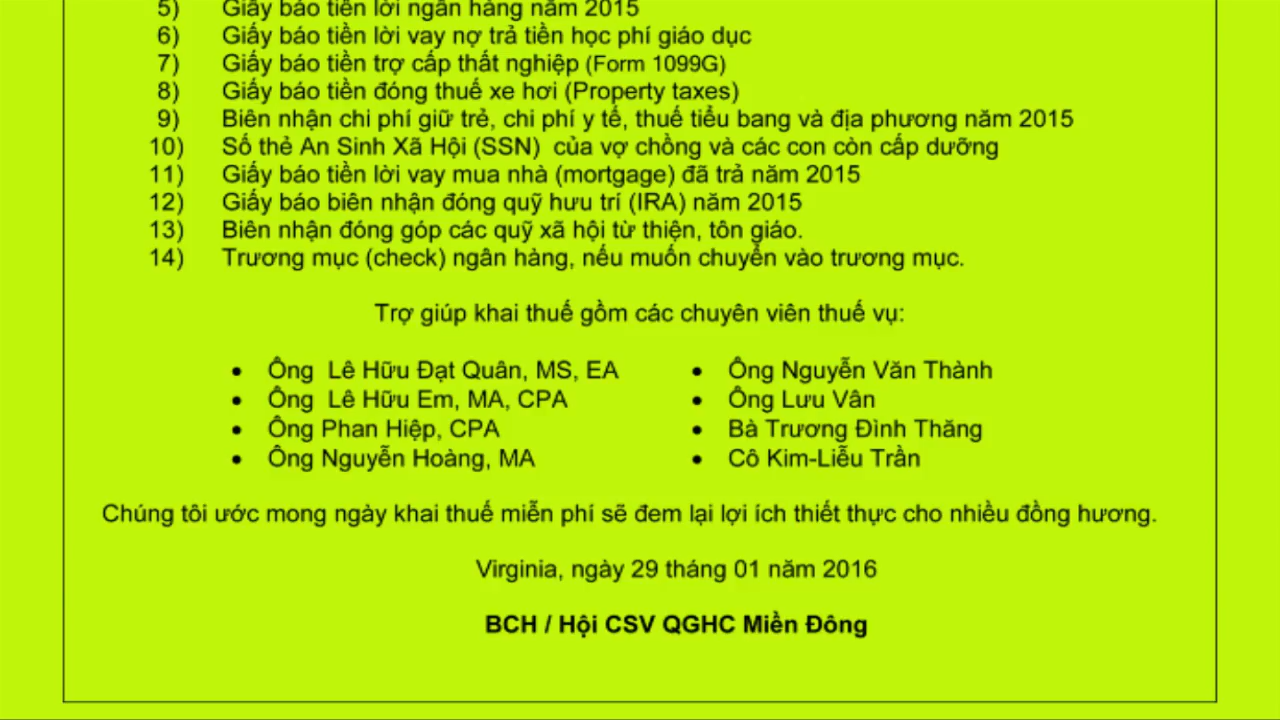 5) Giấy báo tiền lời ngân hàng năm 2015
6) Giấy báo tiền lời vay nợ trả tiền học phí giáo dục
7) Giấy báo tiền trợ cấp thất nghiệp (Form 1099G)
8) Giấy báo tiền đóng thuế xe hơi (Property taxes)
9) Biên nhận chi phí giữ trẻ, chi phí y tế, thuế tiểu bang và địa phương năm 2015
10) Số thẻ An Sinh Xã Hội (SSN) của vợ chồng và các con còn cấp dưỡng
11) Giấy báo tiền lời vay mua nhà (mortgage) đã trả năm 2015
12) Giấy báo biên nhận đóng quỹ hưu trí (IRA) năm 2015
13) Biên nhận đóng góp các quỹ xã hội từ thiện, tôn giáo.
14) Trương mục (check) ngân hàng, nếu muốn chuyển vào trương mục.
Trợ giúp khai thuế gồm các chuyên viên thuế vụ:
• Ông Lê Hữu Đạt Quân, MS, EA
• Ông Lê Hữu Em, MA, CPA
• Ông Phan Hiệp, CPA
• Ông Nguyễn Hoàng, MA
• Ông Nguyễn Văn Thành
• Ông Lưu Vân
• Bà Trương Đình Thăng
• Cô Kim-Liễu Trần
Chúng tôi ước mong ngày khai thuế miễn phí sẽ đem lại lợi ích thiết thực cho nhiều đồng hương.
Virginia, ngày 29 tháng 01 năm 2016
BCH / Hội CSV QGHC Miền Đông